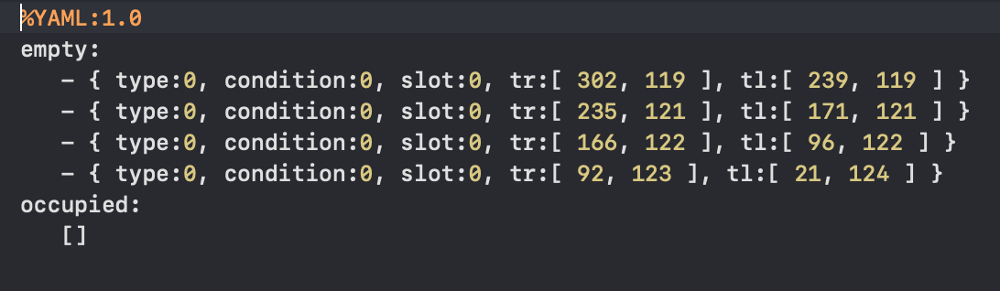 %YAML:1.0
empty:
   - { type:0, condition:0, slot:0, tr:[ 302, 119 ], tl:[ 239, 119 ] }
   - { type:0, condition:0, slot:0, tr:[ 235, 121 ], tl:[ 171, 121 ] }
   - { type:0, condition:0, slot:0, tr:[ 166, 122 ], tl:[ 96, 122 ] }
   - { type:0, condition:0, slot:0, tr:[ 92, 123 ], tl:[ 21, 124 ] }
occupied:
   []